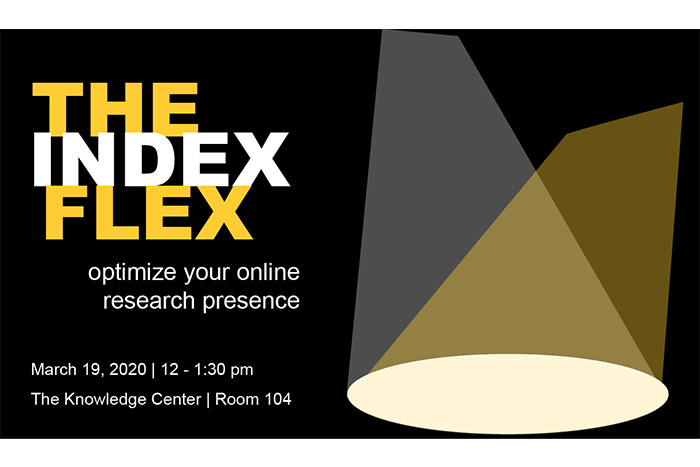 THE
INDEX
FLEX
optimize your online
research presence
March 19, 2020 | 12 - 1:30 pm
The Knowledge Center | Room 104